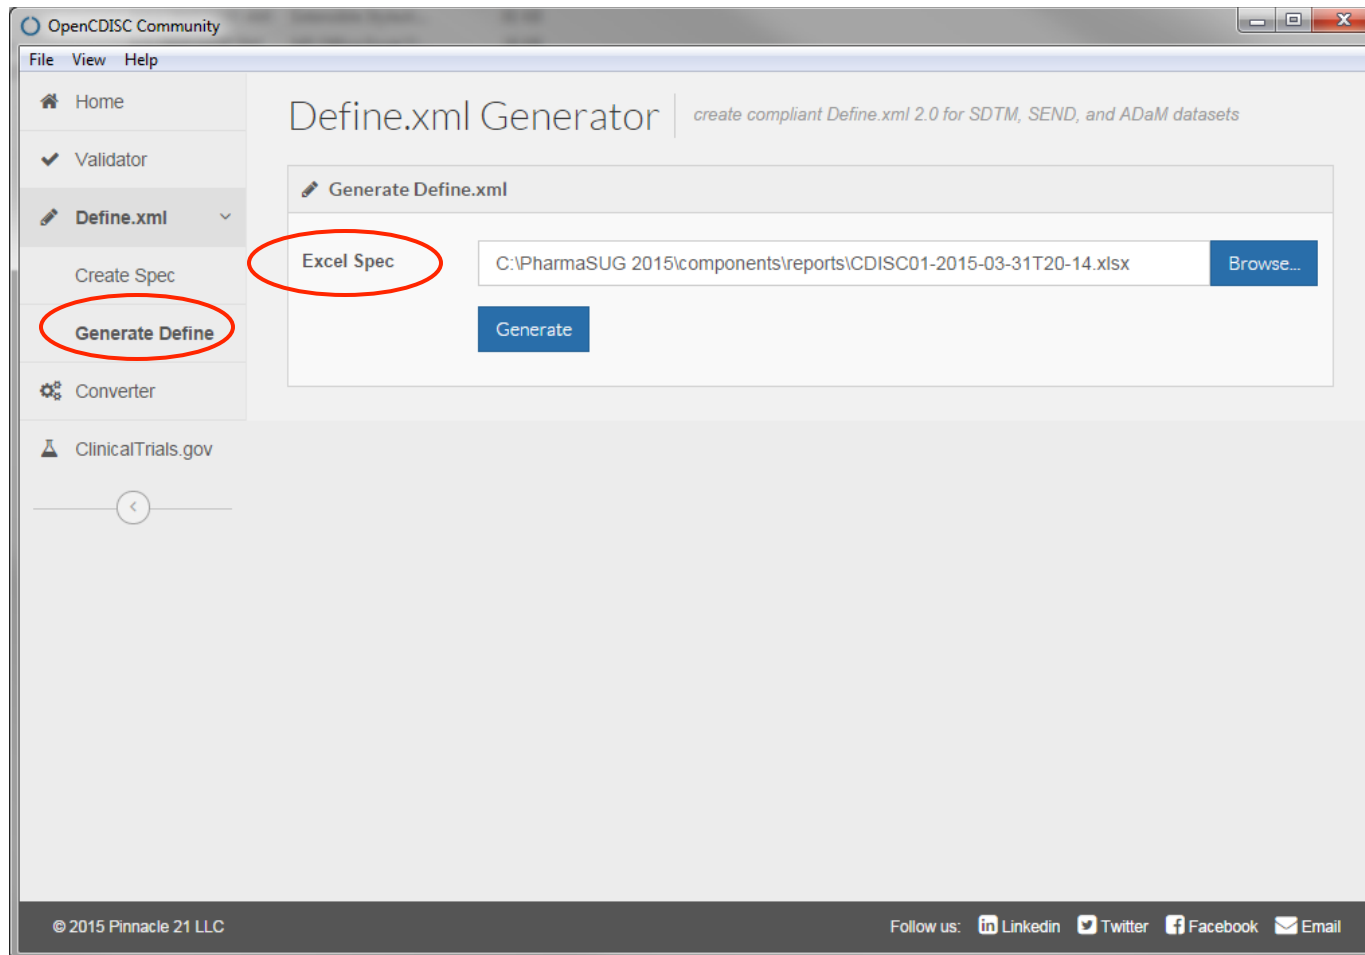 OpenCDISC Community
File View Help
Home
Validator
Define.xml
Create Spec
Generate Define
Converter
ClinicalTrials.gov
Define.xml Generator
create compliant Define.xml 2.0 for SDTM, SEND, and ADaM datasets
Generate Define.xml
Excel Spec
C:\PharmaSUG 2015\components\reports\CDISC01-2015-03-31T20-14.xlsx
Browse...
Generate
© 2015 Pinnacle 21 LLC
Follow us: Linkedin Twitter Facebook Email